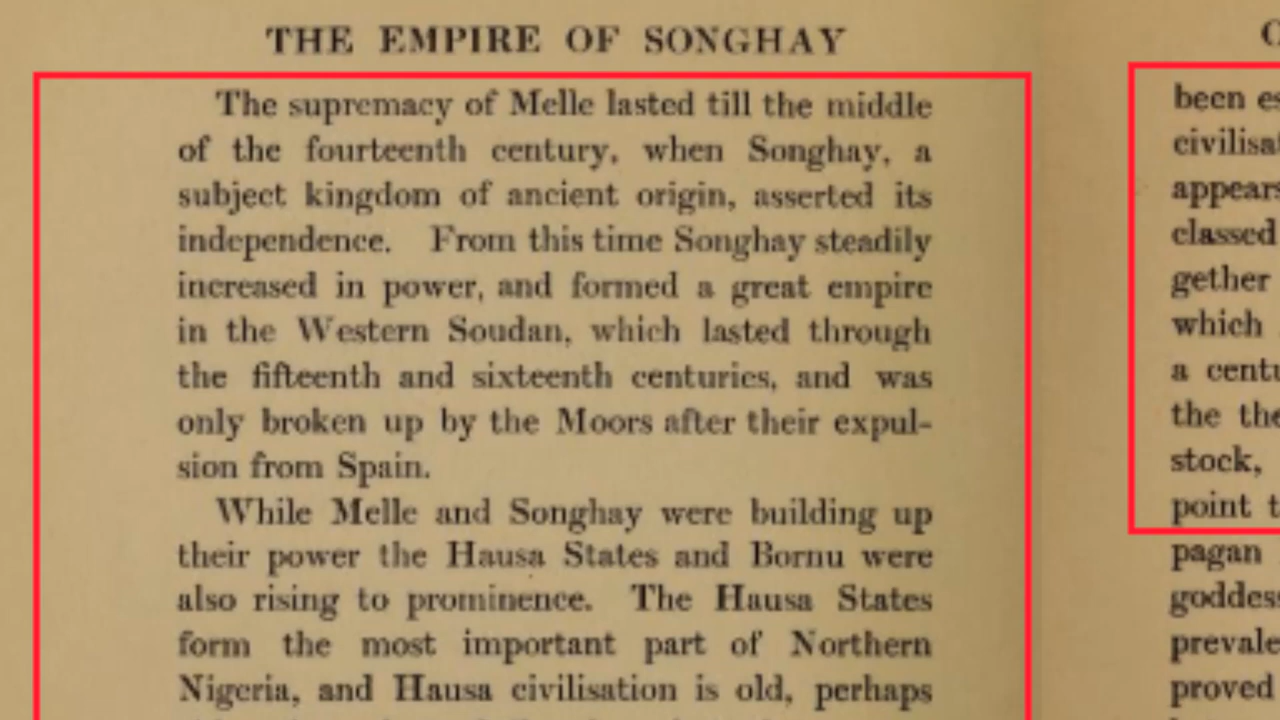 THE EMPIRE OF SONGHAY
The supremacy of Melle lasted till the middle
of the fourteenth century, when Songhay, a
subject kingdom of ancient origin, asserted its
independence. From this time Songhay steadily
increased in power, and formed a great empire
in the Western Soudan, which lasted through
the fifteenth and sixteenth centuries, and was
only broken up by the Moors after their expul-
sion from Spain.
While Melle and Songhay were building up
their power the Hausa States and Bornu were
also rising to prominence. The Hausa States
form the most important part of Northern
Nigeria, and Hausa civilisation is old, perhaps
been
classed
gether
which
a
the
stock,
point
pagan
proved